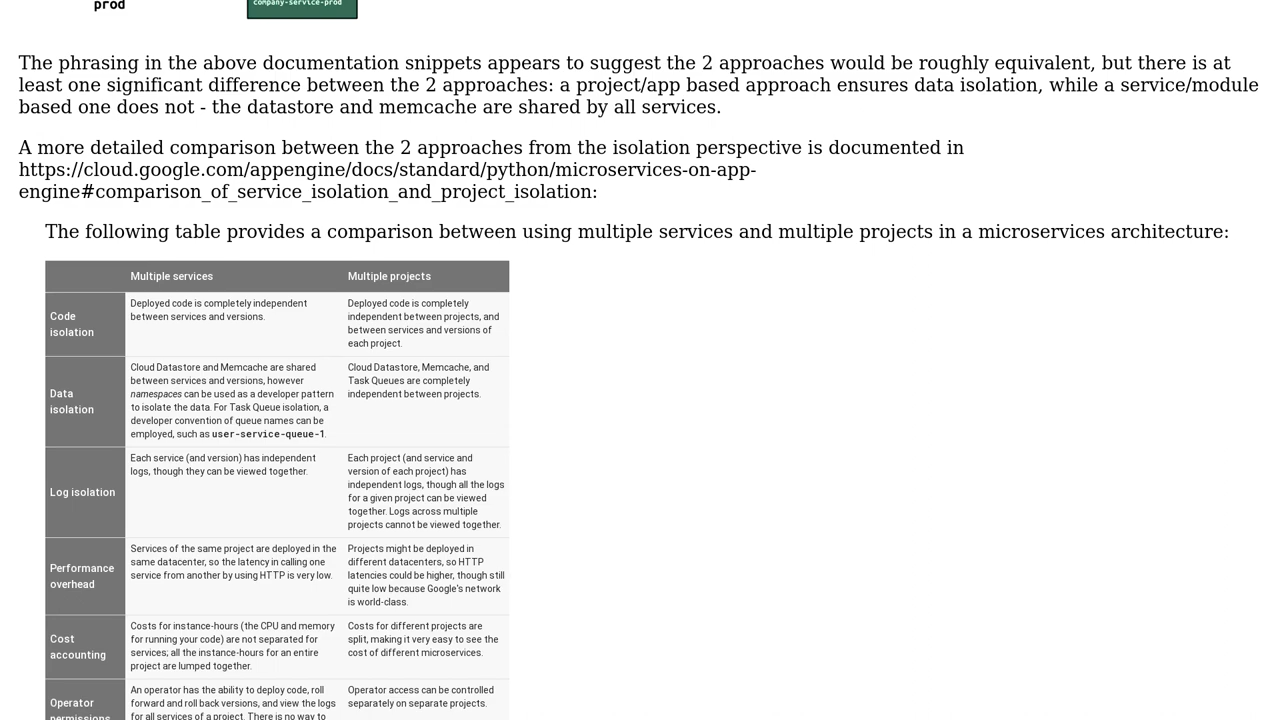 prod
company-service-prod
The phrasing in the above documentation snippets appears to suggest the 2 approaches would be roughly equivalent, but there is at
least one significant difference between the 2 approaches: a project/app based approach ensures data isolation, while a service/module
based one does not - the datastore and memcache are shared by all services.
A more detailed comparison between the 2 approaches from the isolation perspective is documented in
https://cloud.google.com/appengine/docs/standard/python/microservices-on-app-
engine#comparison_of_service_isolation_and_project_isolation:
The following table provides a comparison between using multiple services and multiple projects in a microservices architecture:
Multiple services
Multiple projects
Code
isolation
Deployed code is completely independent
between services and versions.
Deployed code is completely
independent between projects, and
between services and versions of
each project.
Data
isolation
Cloud Datastore and Memcache are shared
between services and versions, however
namespaces can be used as a developer pattern
to isolate the data. For Task Queue isolation, a
developer convention of queue names can be
employed, such as user-service-queue-1.
Cloud Datastore, Memcache, and
Task Queues are completely
independent between projects.
Log isolation
Each service (and version) has independent
logs, though they can be viewed together.
Each project (and service and
version of each project) has
independent logs, though all the logs
for a given project can be viewed
together. Logs across multiple
projects cannot be viewed together.
Performance
overhead
Services of the same project are deployed in the
same datacenter, so the latency in calling one
service from another by using HTTP is very low.
Projects might be deployed in
different datacenters, so HTTP
latencies could be higher, though still
quite low because Google's network
is world-class.
Cost
accounting
Costs for instance-hours (the CPU and memory
for running your code) are not separated for
services; all the instance-hours for an entire
project are lumped together.
Costs for different projects are
split, making it very easy to see the
cost of different microservices.
Operator
permissions
An operator has the ability to deploy code, roll
forward and roll back versions, and view the logs
for all services of a project. There is no way to
Operator access can be controlled
separately on separate projects.